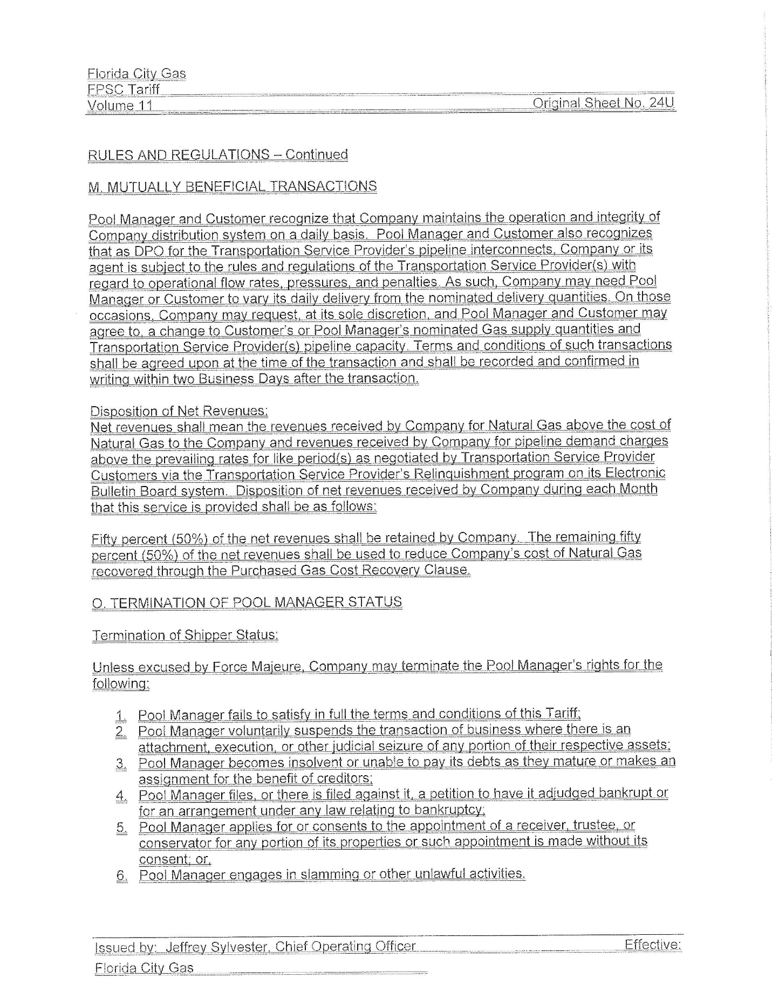 Florida City Gas
FPSC Tariff
Volume 11 Original Sheet No. 24U
RULES AND REGULATIONS – Continued
M. MUTUALLY BENEFICIAL TRANSACTIONS
Pool Manager and Customer recognize that Company maintains the operation and integrity of
Company distribution system on a daily basis. Pool Manager and Customer also recognizes
that as DPO for the Transportation Service Provider's pipeline interconnects, Company or its
agent is subject to the rules and regulations of the Transportation Service Provider(s) with
regard to operational flow rates, pressures, and penalties. As such, Company may need Pool
Manager or Customer to vary its daily delivery from the nominated delivery quantities. On those
occasions, Company may request, at its sole discretion, and Pool Manager and Customer may
agree to, a change to Customer's or Pool Manager's nominated Gas supply quantities and
Transportation Service Provider(s) pipeline capacity. Terms and conditions of such transactions
shall be agreed upon at the time of the transaction and shall be recorded and confirmed in
writing within two Business Days after the transaction.
Disposition of Net Revenues:
Net revenues shall mean the revenues received by Company for Natural Gas above the cost of
Natural Gas to the Company and revenues received by Company for pipeline demand charges
above the prevailing rates for like period(s) as negotiated by Transportation Service Provider
Customers via the Transportation Service Provider's Relinquishment program on its Electronic
Bulletin Board system. Disposition of net revenues received by Company during each Month
that this service is provided shall be as follows:
Fifty percent (50%) of the net revenues shall be retained by Company. The remaining fifty
percent (50%) of the net revenues shall be used to reduce Company's cost of Natural Gas
recovered through the Purchased Gas Cost Recovery Clause.
O. TERMINATION OF POOL MANAGER STATUS
Termination of Shipper Status:
Unless excused by Force Majeure, Company may terminate the Pool Manager's rights for the
following:
1. Pool Manager fails to satisfy in full the terms and conditions of this Tariff;
2. Pool Manager voluntarily suspends the transaction of business where there is an
attachment, execution, or other judicial seizure of any portion of their respective assets;
3. Pool Manager becomes insolvent or unable to pay its debts as they mature or makes an
assignment for the benefit of creditors;
4. Pool Manager files, or there is filed against it, a petition to have it adjudged bankrupt or
for an arrangement under any law relating to bankruptcy;
5. Pool Manager applies for or consents to the appointment of a receiver, trustee, or
conservator for any portion of its properties or such appointment is made without its
consent; or,
6. Pool Manager engages in slamming or other unlawful activities.
Issued by: Jeffrey Sylvester, Chief Operating Officer Effective:
Florida City Gas